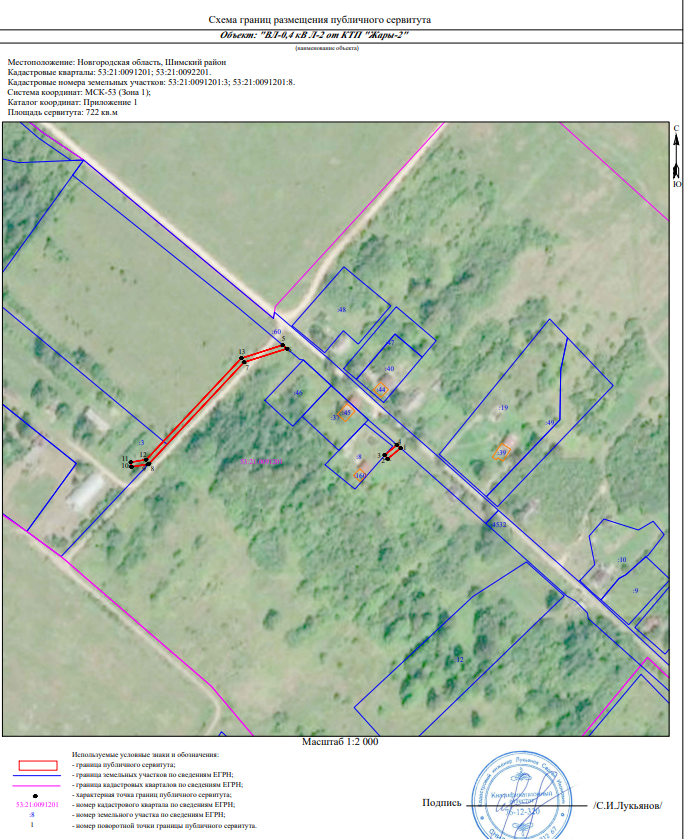 Схема границ размещения публичного сервитута
Объект: "ВЛ-0,4 кВ Л-2 от КТП "Жары-2"
(наименование объекта)
Местоположение: Новгородская область, Шимский район
Кадастровые кварталы: 53:21:0091201; 53:21:0092201.
Кадастровые номера земельных участков: 53:21:0091201:3; 53:21:0091201:8.
Система координат: МСК-53 (Зона 1);
Каталог координат: Приложение 1
Площадь сервитута: 722 кв.м
С
Ю
:48
:60
5
13
7
:40
:44
:46
:45
:37
:19
:49
:39
:3
11
12
10
8
:8
3
1
:160
:4532
:10
:9
:12
Масштаб 1:2 000
Используемые условные знаки и обозначения:
- граница публичного сервитута;
- граница земельных участков по сведениям ЕГРН;
- граница кадастровых кварталов по сведениям ЕГРН;
- характерная точка границ публичного сервитута;
53:21:0091201 - номер кадастрового квартала по сведениям ЕГРН;
:8 - номер земельного участка по сведениям ЕГРН;
1 - номер поворотной точки границы публичного сервитута.
Подпись /С.И.Лукьянов/